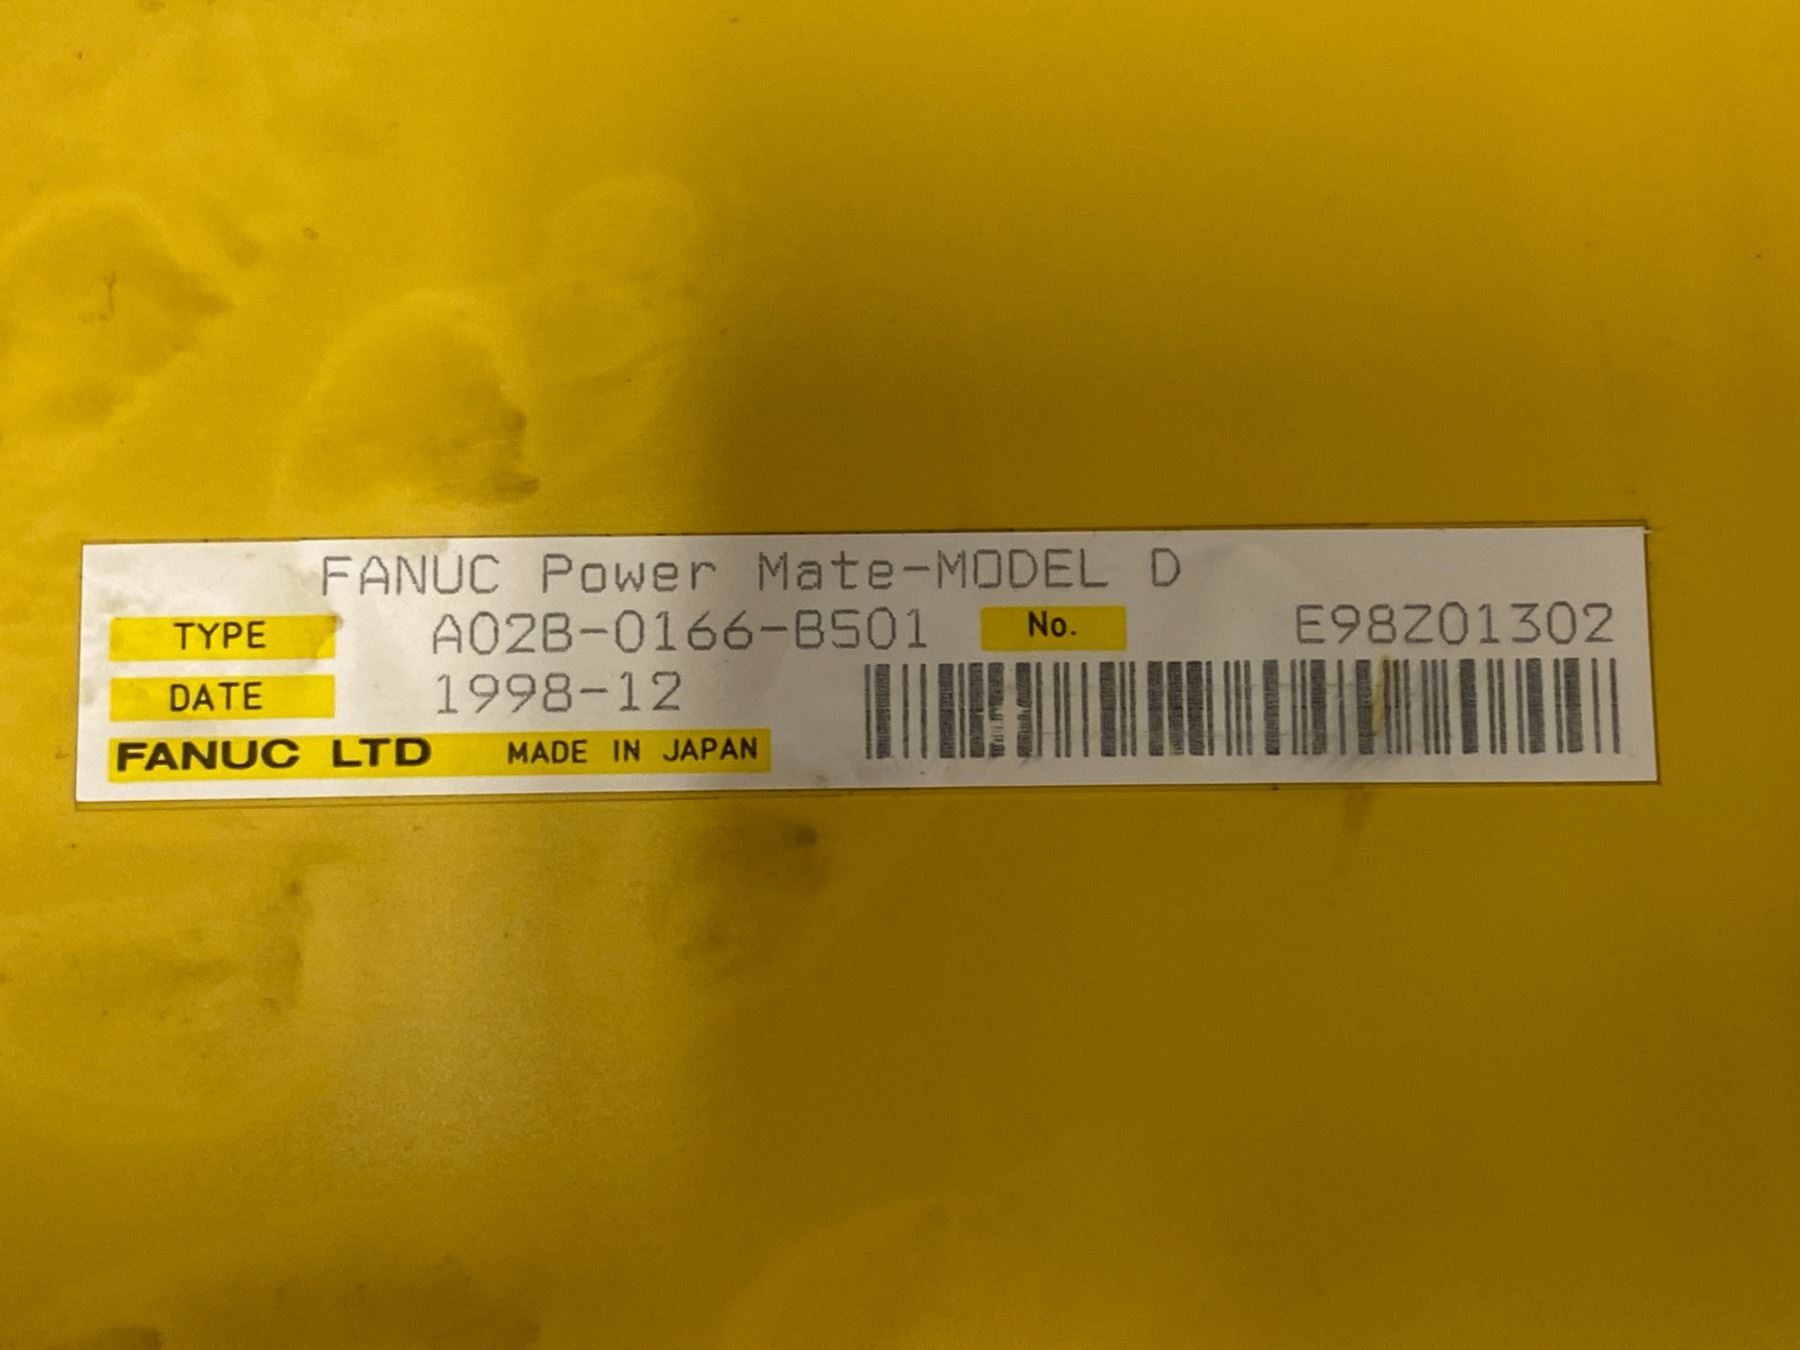 FANUC Power Mate-MODEL D
TYPE A02B-0166-B501 No. E98Z01302
DATE 1998-12
FANUC LTD MADE IN JAPAN